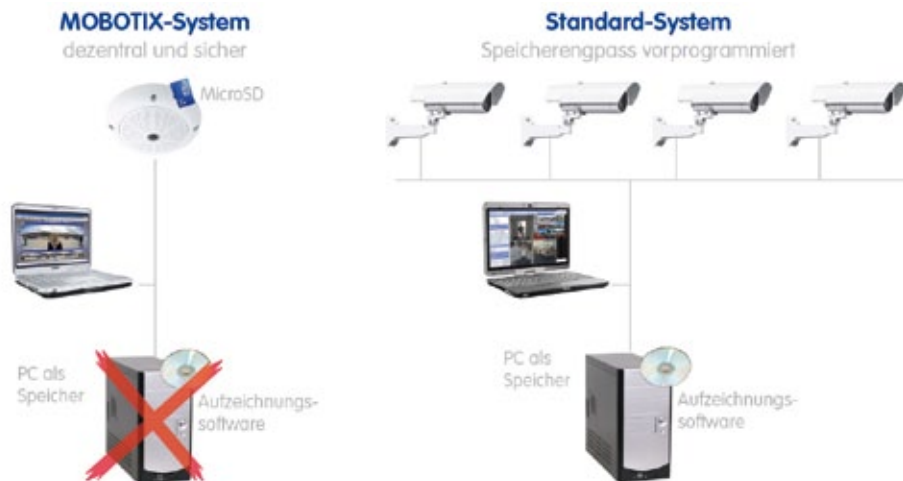 MOBOTIX-System
dezentral und sicher
MicroSD
PC als
Speicher
Aufzeichnungs-
software
Standard-System
Speicherengpass vorprogrammiert
PC als
Speicher
Aufzeichnungs-
software